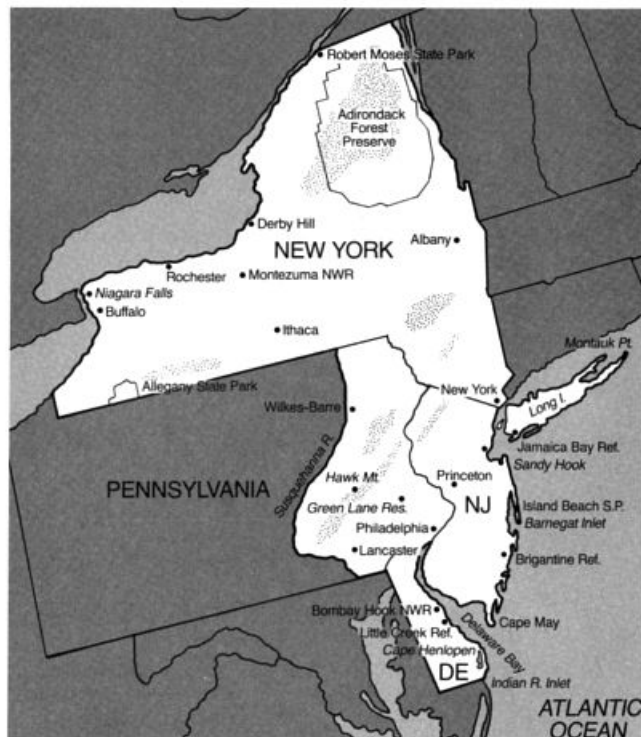 Robert Moses State Park
Adirondack
Forest
Preserve
Derby Hill
NEW YORK
Albany
Rochester
Montezuma NWR
Niagara Falls
Buffalo
Ithaca
Montauk Pt.
Allegany State Park
New York
Long I.
Wilkes-Barre
Jamaica Bay Ref.
Sandy Hook
Susquehanna R.
PENNSYLVANIA
Hawk Mt.
Princeton
Green Lane Res.
NJ
Island Beach S.P.
Barnegat Inlet
Philadelphia
Lancaster
Brigantine Ref.
Bombay Hook NWR
Cape May
Little Creek Ref.
Delaware Bay
Cape Henlopen
DE
Indian R. Inlet
ATLANTIC
OCEAN